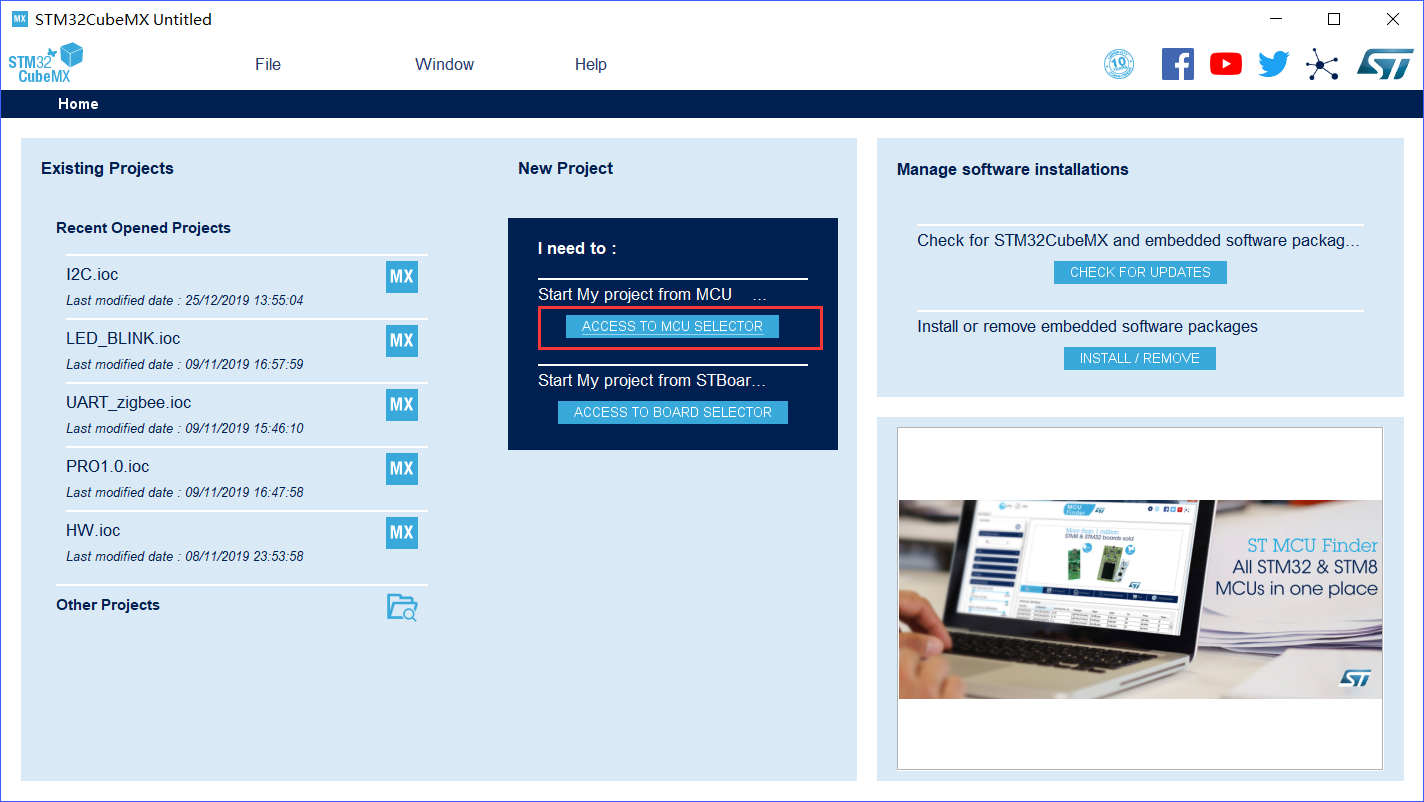 MX STM32CubeMX Untitled
STM32
CubeMX
File Window Help
10
ST
Home
Existing Projects
Recent Opened Projects
I2C.ioc
MX
Last modified date : 25/12/2019 13:55:04
LED_BLINK.ioc
MX
Last modified date : 09/11/2019 16:57:59
UART_zigbee.ioc
MX
Last modified date : 09/11/2019 15:46:10
PRO1.0.ioc
MX
Last modified date : 09/11/2019 16:47:58
HW.ioc
MX
Last modified date : 08/11/2019 23:53:58
Other Projects
New Project
I need to :
Start My project from MCU ...
ACCESS TO MCU SELECTOR
Start My project from STBoar...
ACCESS TO BOARD SELECTOR
Manage software installations
Check for STM32CubeMX and embedded software packag...
CHECK FOR UPDATES
Install or remove embedded software packages
INSTALL / REMOVE
MCU
Finder
ST
More than 1 million
STM8 & STM32 boards sold
ST MCU Finder
All STM32 & STM8
MCUs in one place
ST